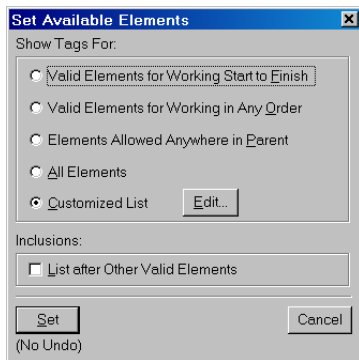 Set Available Elements
Show Tags For:
Valid Elements for Working Start to Finish
Valid Elements for Working in Any Order
Elements Allowed Anywhere in Parent
All Elements
Customized List Edit...
Inclusions:
List after Other Valid Elements
Set Cancel
(No Undo)